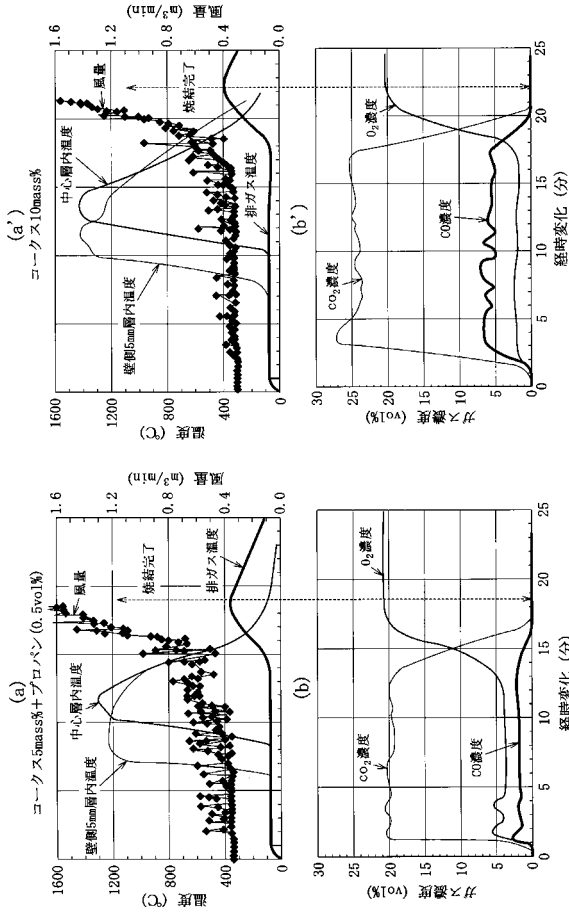 (a)
コークス5mass%＋プロパン(0.5vol%)
1600
1200
800
400
0
温度 (℃)
1.6
1.2
0.8
0.4
0.0
風量 (m³/min)
風量
焼結完了
中心層内温度
壁側5mm層内温度
排ガス温度
(b)
30
25
20
15
10
5
0
ガス濃度 (vol%)
O₂濃度
CO₂濃度
CO濃度
0
5
10
15
20
25
経時変化 (分)
(a')
コークス10mass%
1600
1200
800
400
0
温度 (℃)
1.6
1.2
0.8
0.4
0.0
風量 (m³/min)
風量
焼結完了
中心層内温度
壁側5mm層内温度
排ガス温度
(b')
30
25
20
15
10
5
0
ガス濃度 (vol%)
O₂濃度
CO₂濃度
CO濃度
0
5
10
15
20
25
経時変化 (分)